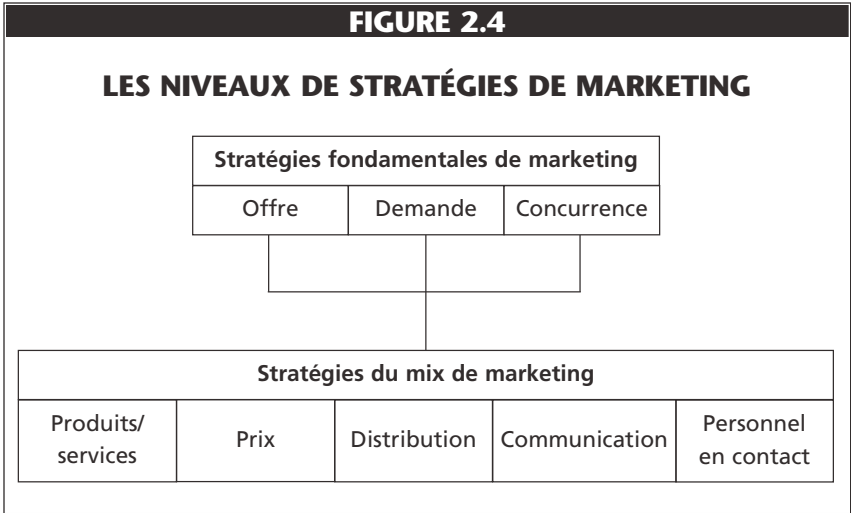 FIGURE 2.4
LES NIVEAUX DE STRATÉGIES DE MARKETING
Stratégies fondamentales de marketing
Offre Demande Concurrence
Stratégies du mix de marketing
Produits/
services
Prix
Distribution
Communication
Personnel
en contact